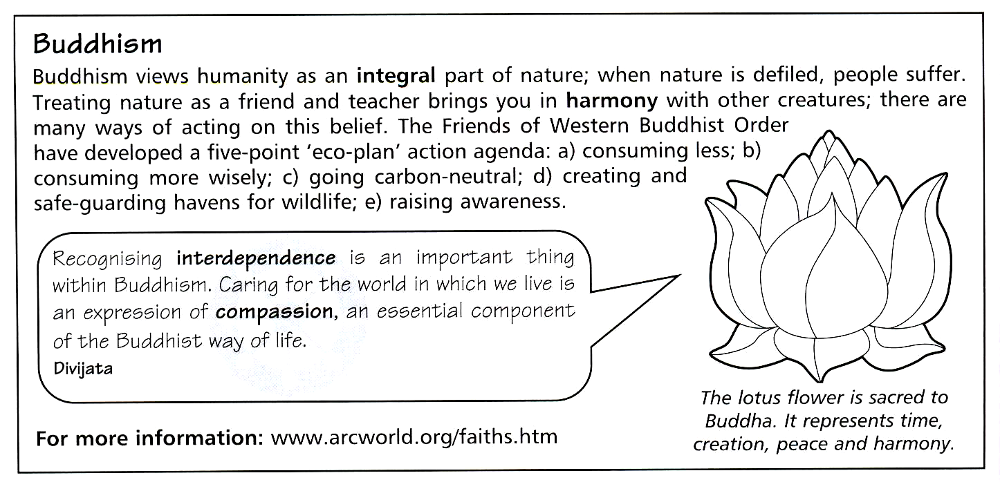 Buddhism
Buddhism views humanity as an integral part of nature; when nature is defiled, people suffer.
Treating nature as a friend and teacher brings you in harmony with other creatures; there are
many ways of acting on this belief. The Friends of Western Buddhist Order
have developed a five-point ‘eco-plan’ action agenda: a) consuming less; b)
consuming more wisely; c) going carbon-neutral; d) creating and
safe-guarding havens for wildlife; e) raising awareness.
Recognising interdependence is an important thing
within Buddhism. Caring for the world in which we live is
an expression of compassion, an essential component
of the Buddhist way of life.
Divijata
For more information: www.arcworld.org/faiths.htm
The lotus flower is sacred to
Buddha. It represents time,
creation, peace and harmony.